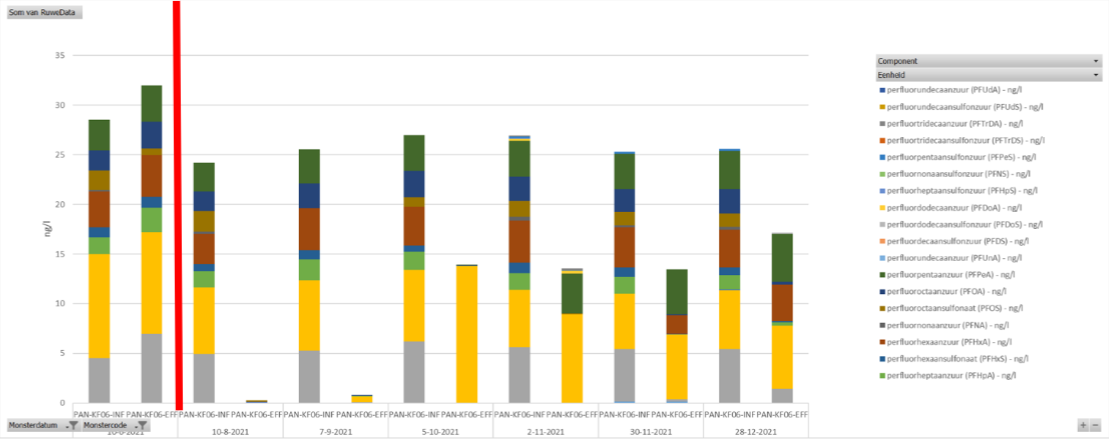 Som van RuweData
35
30
25
20
15
10
5
0
ng/l
PAN-KF06-INF PAN-KF06-EFF PAN-KF06-INF PAN-KF06-EFF PAN-KF06-INF PAN-KF06-EFF PAN-KF06-INF PAN-KF06-EFF PAN-KF06-INF PAN-KF06-EFF PAN-KF06-INF PAN-KF06-EFF PAN-KF06-INF PAN-KF06-EFF
10-8-2021 7-9-2021 5-10-2021 2-11-2021 30-11-2021 28-12-2021
Monsterdatum Monstercode
Component
Eenheid
perfluorundecaanzuur (PFUdA) - ng/l
perfluorundecaansulfonzuur (PFUdS) - ng/l
perfluortridecaanzuur (PFTrDA) - ng/l
perfluortridecaansulfonzuur (PFTrDS) - ng/l
perfluorpentaansulfonzuur (PFPeS) - ng/l
perfluornonaansulfonzuur (PFNS) - ng/l
perfluorheptaansulfonzuur (PFHpS) - ng/l
perfluordodecaanzuur (PFDoA) - ng/l
perfluordodecaansulfonzuur (PFDoS) - ng/l
perfluordecaansulfonzuur (PFDS) - ng/l
perluorundecaanzuur (PFUnA) - ng/l
perfluorpentaanzuur (PFPeA) - ng/l
perfluoroctaanzuur (PFOA) - ng/l
perfluoroctaansulfonaat (PFOS) - ng/l
perfluornonaanzuur (PFNA) - ng/l
perfluorhexaanzuur (PFHxA) - ng/l
perfluorhexaansulfonaat (PFHxS) - ng/l
perfluorheptaanzuur (PFHpA) - ng/l
+ -